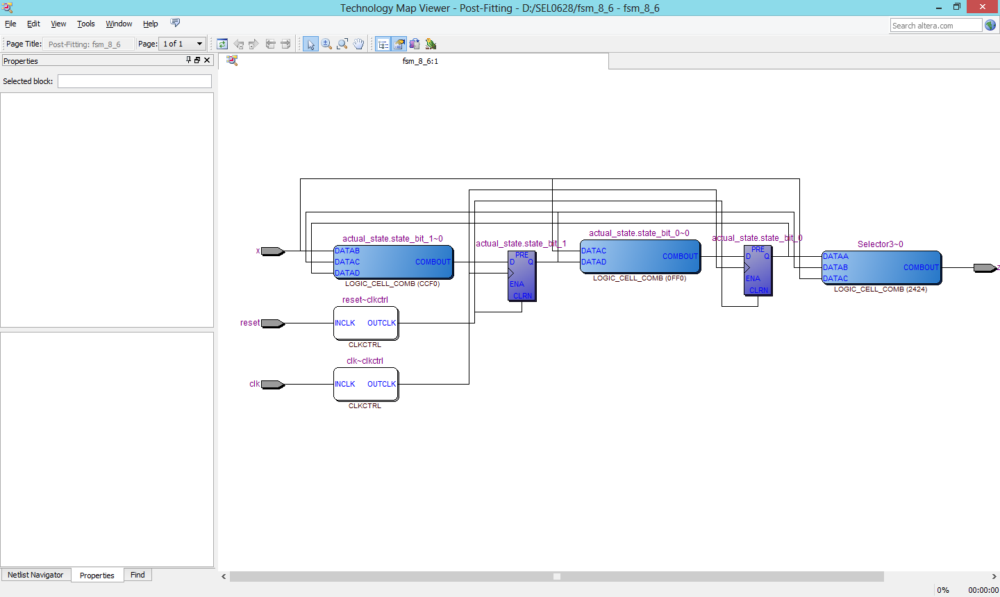 Technology Map Viewer - Post-Fitting - D:/SEL0628/fsm_8_6 - fsm_8_6
File Edit View Tools Window Help
Search altera.com
Page Title: Post-Fitting: fsm_8_6 Page: 1 of 1
Properties
fsm_8_6:1
Selected block:
actual_state.state_bit_1~0
DATAB
DATAC
DATAD
COMBOUT
LOGIC_CELL_COMB (CCF0)
x
actual_state.state_bit_1
PRE
D Q
ENA
CLRN
actual_state.state_bit_0~0
DATAC
DATAD
COMBOUT
LOGIC_CELL_COMB (0FF0)
actual_state.state_bit_0
PRE
D Q
ENA
CLRN
Selector3~0
DATAA
DATAB
DATAC
COMBOUT
LOGIC_CELL_COMB (2424)
z
reset~clkctrl
reset
INCLK OUTCLK
CLKCTRL
clk~clkctrl
clk
INCLK OUTCLK
CLKCTRL
Netlist Navigator Properties Find
0% 00:00:00